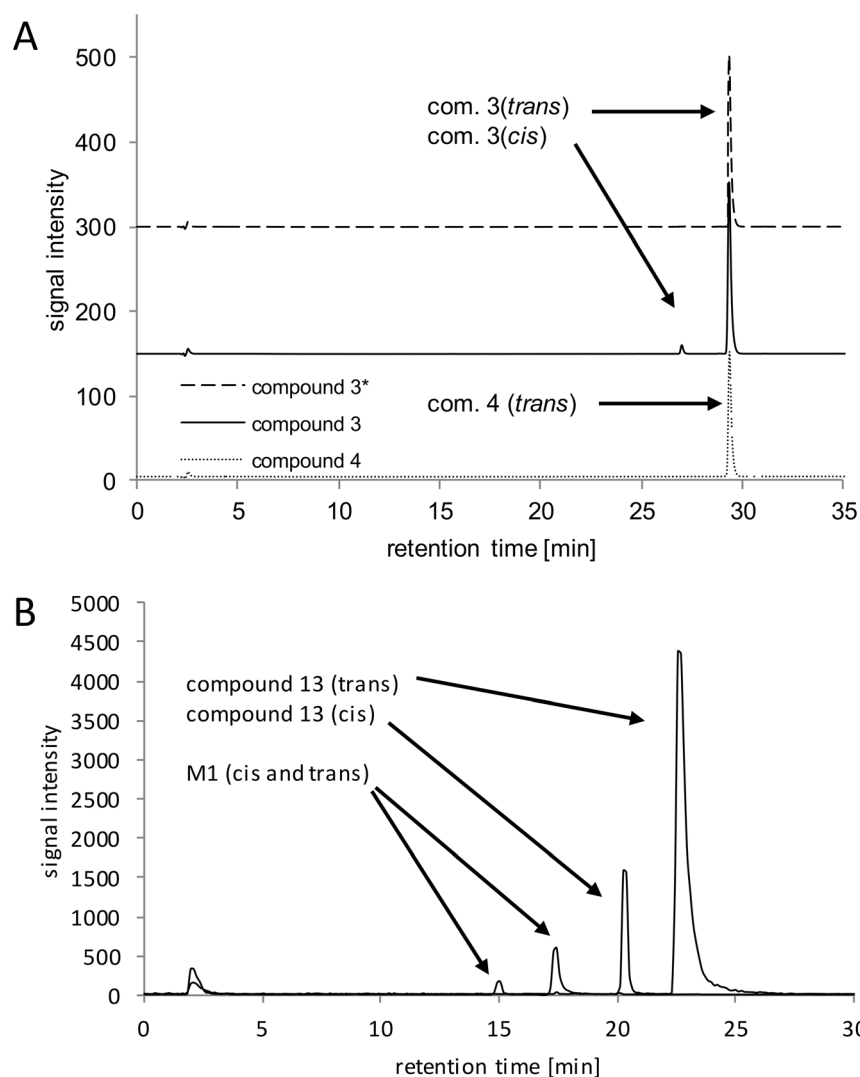 A
500
400
300
200
100
0
signal intensity
com. 3(trans)
com. 3(cis)
compound 3*
compound 3
compound 4
com. 4 (trans)
0 5 10 15 20 25 30 35
retention time [min]
B
5000
4500
4000
3500
3000
2500
2000
1500
1000
500
0
signal intensity
compound 13 (trans)
compound 13 (cis)
M1 (cis and trans)
0 5 10 15 20 25 30
retention time [min]